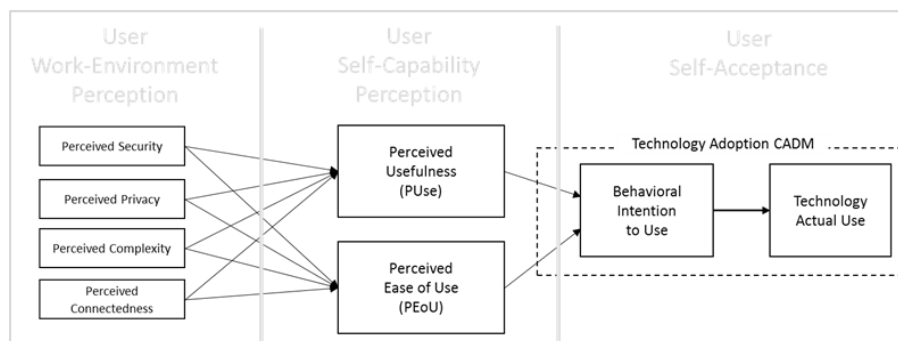 User
Work-Environment
Perception
User
Self-Capability
Perception
User
Self-Acceptance
Perceived Security
Perceived Privacy
Perceived Complexity
Perceived
Connectedness
Perceived
Usefulness
(PUse)
Perceived
Ease of Use
(PEoU)
Technology Adoption CADM
Behavioral
Intention
to Use
Technology
Actual Use